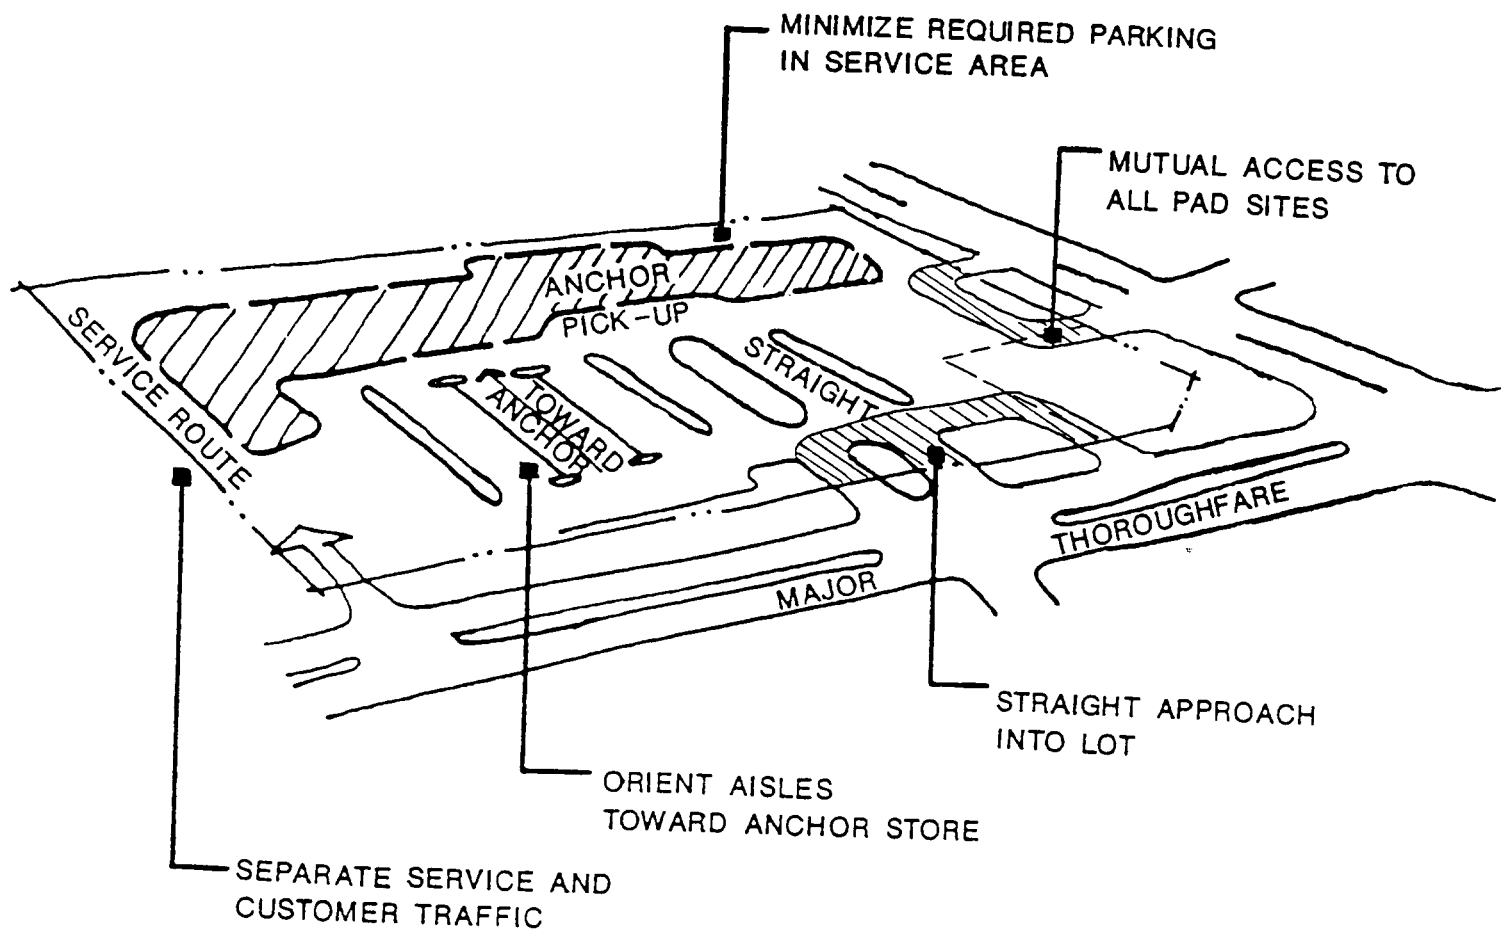 MINIMIZE REQUIRED PARKING
IN SERVICE AREA
MUTUAL ACCESS TO
ALL PAD SITES
ANCHOR
PICK-UP
SERVICE ROUTE
STRAIGHT
TOWARD
ANCHOR
THOROUGHFARE
MAJOR
STRAIGHT APPROACH
INTO LOT
ORIENT AISLES
TOWARD ANCHOR STORE
SEPARATE SERVICE AND
CUSTOMER TRAFFIC